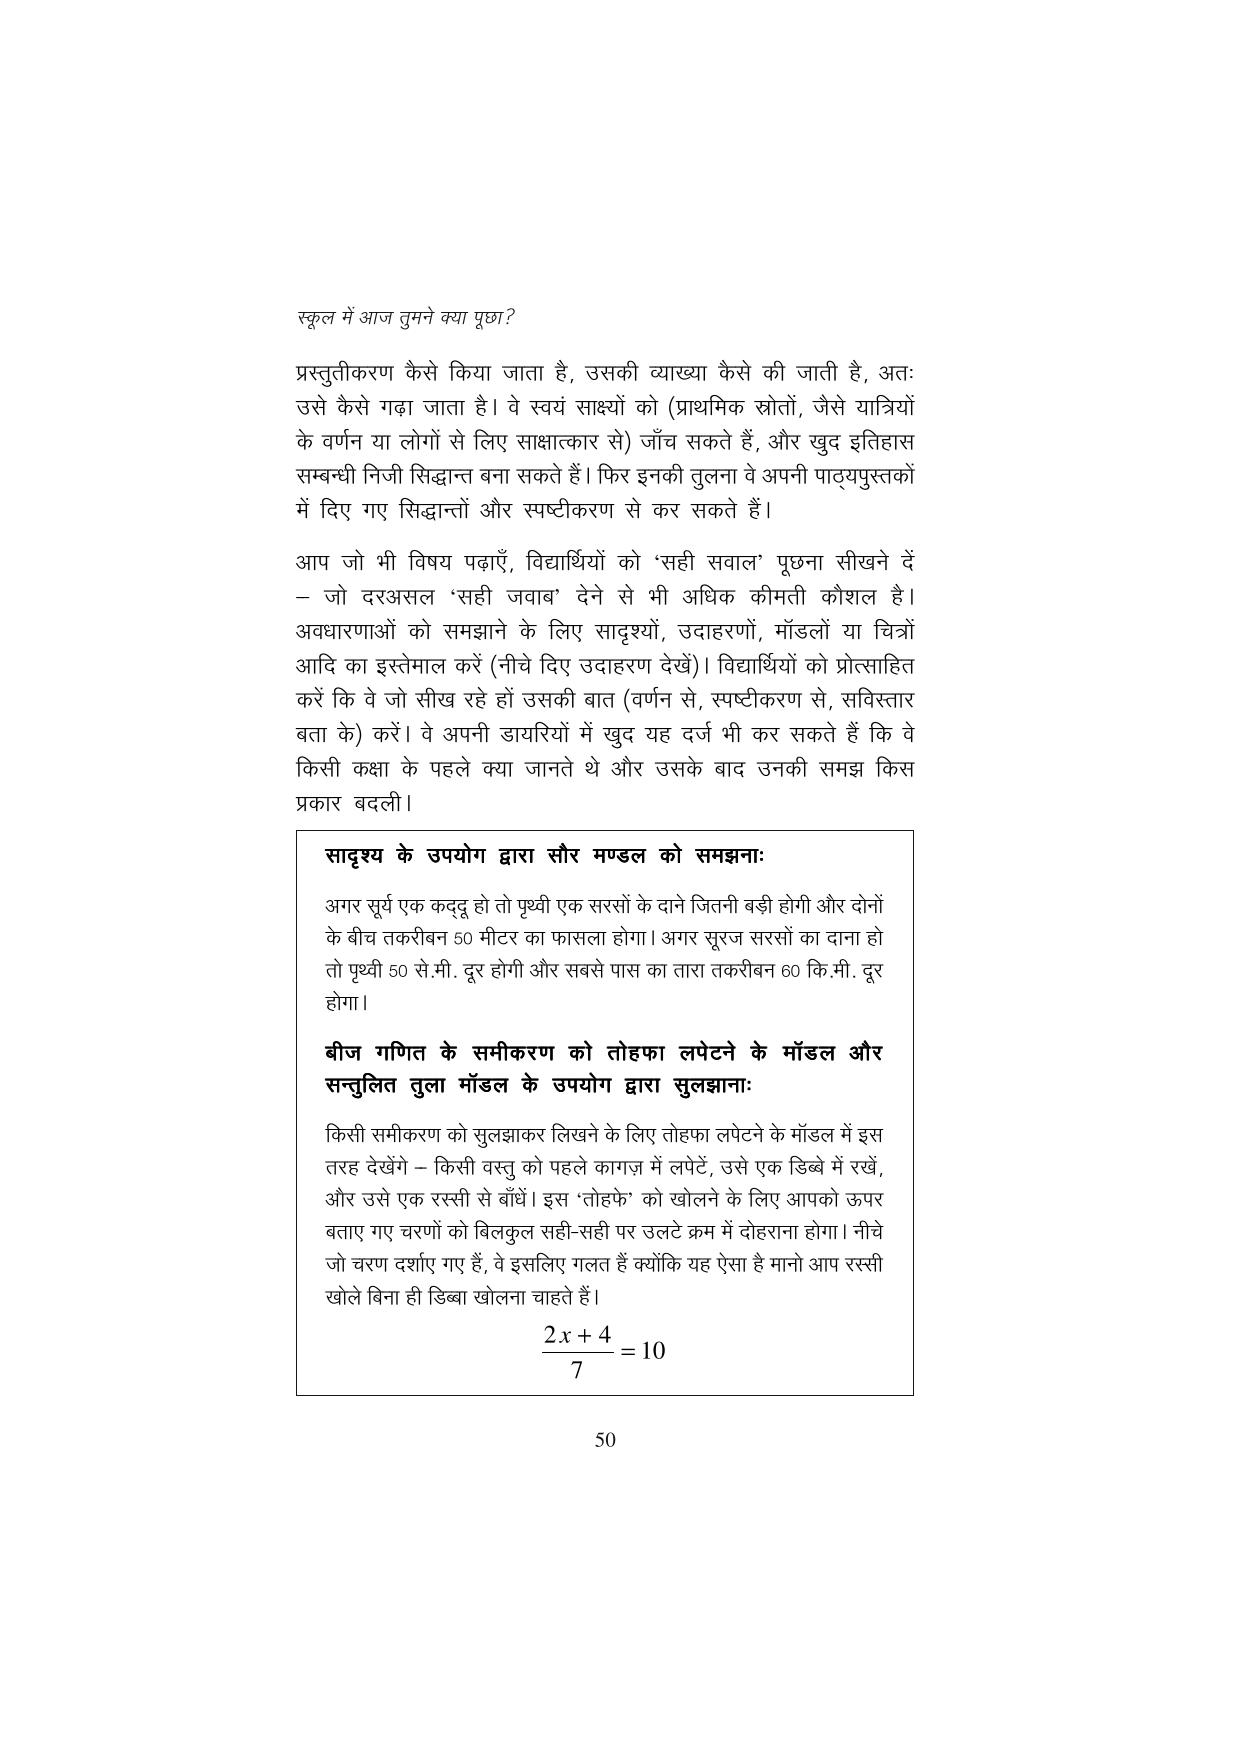 स्कूल में आज तुमने क्या पूछा?
प्रस्तुतीकरण कैसे किया जाता है, उसकी व्याख्या कैसे की जाती है, अतः
उसे कैसे गढ़ा जाता है। वे स्वयं साक्ष्यों को (प्राथमिक स्रोतों, जैसे यात्रियों
के वर्णन या लोगों से लिए साक्षात्कार से) जाँच सकते हैं, और खुद इतिहास
सम्बन्धी निजी सिद्धान्त बना सकते हैं। फिर इनकी तुलना वे अपनी पाठ्यपुस्तकों
में दिए गए सिद्धान्तों और स्पष्टीकरण से कर सकते हैं।
आप जो भी विषय पढ़ाएँ, विद्यार्थियों को ‘सही सवाल’ पूछना सीखने दें
– जो दरअसल ‘सही जवाब’ देने से भी अधिक कीमती कौशल है।
अवधारणाओं को समझाने के लिए सादृश्यों, उदाहरणों, मॉडलों या चित्रों
आदि का इस्तेमाल करें (नीचे दिए उदाहरण देखें)। विद्यार्थियों को प्रोत्साहित
करें कि वे जो सीख रहे हों उसकी बात (वर्णन से, स्पष्टीकरण से, सविस्तार
बता के) करें। वे अपनी डायरियों में खुद यह दर्ज भी कर सकते हैं कि वे
किसी कक्षा के पहले क्या जानते थे और उसके बाद उनकी समझ किस
प्रकार बदली।
सादृश्य के उपयोग द्वारा सौर मण्डल को समझनाः
अगर सूर्य एक कद्दू हो तो पृथ्वी एक सरसों के दाने जितनी बड़ी होगी और दोनों
के बीच तकरीबन 50 मीटर का फासला होगा। अगर सूरज सरसों का दाना हो
तो पृथ्वी 50 से.मी. दूर होगी और सबसे पास का तारा तकरीबन 60 कि.मी. दूर
होगा।
बीज गणित के समीकरण को तोहफा लपेटने के मॉडल और
सन्तुलित तुला मॉडल के उपयोग द्वारा सुलझानाः
किसी समीकरण को सुलझाकर लिखने के लिए तोहफा लपेटने के मॉडल में इस
तरह देखेंगे – किसी वस्तु को पहले कागज़ में लपेटें, उसे एक डिब्बे में रखें,
और उसे एक रस्सी से बाँधें। इस ‘तोहफे’ को खोलने के लिए आपको ऊपर
बताए गए चरणों को बिलकुल सही-सही पर उलटे क्रम में दोहराना होगा। नीचे
जो चरण दर्शाए गए हैं, वे इसलिए गलत हैं क्योंकि यह ऐसा है मानो आप रस्सी
खोले बिना ही डिब्बा खोलना चाहते हैं।
2x + 4
7
= 10
50